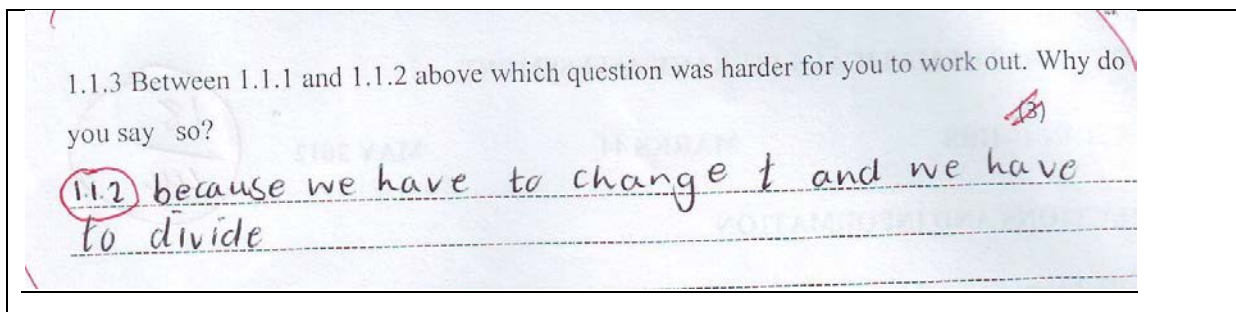 1.1.3 Between 1.1.1 and 1.1.2 above which question was harder for you to work out. Why do
you say so?
(3)
1.1.2 because we have to change t and we have
to divide